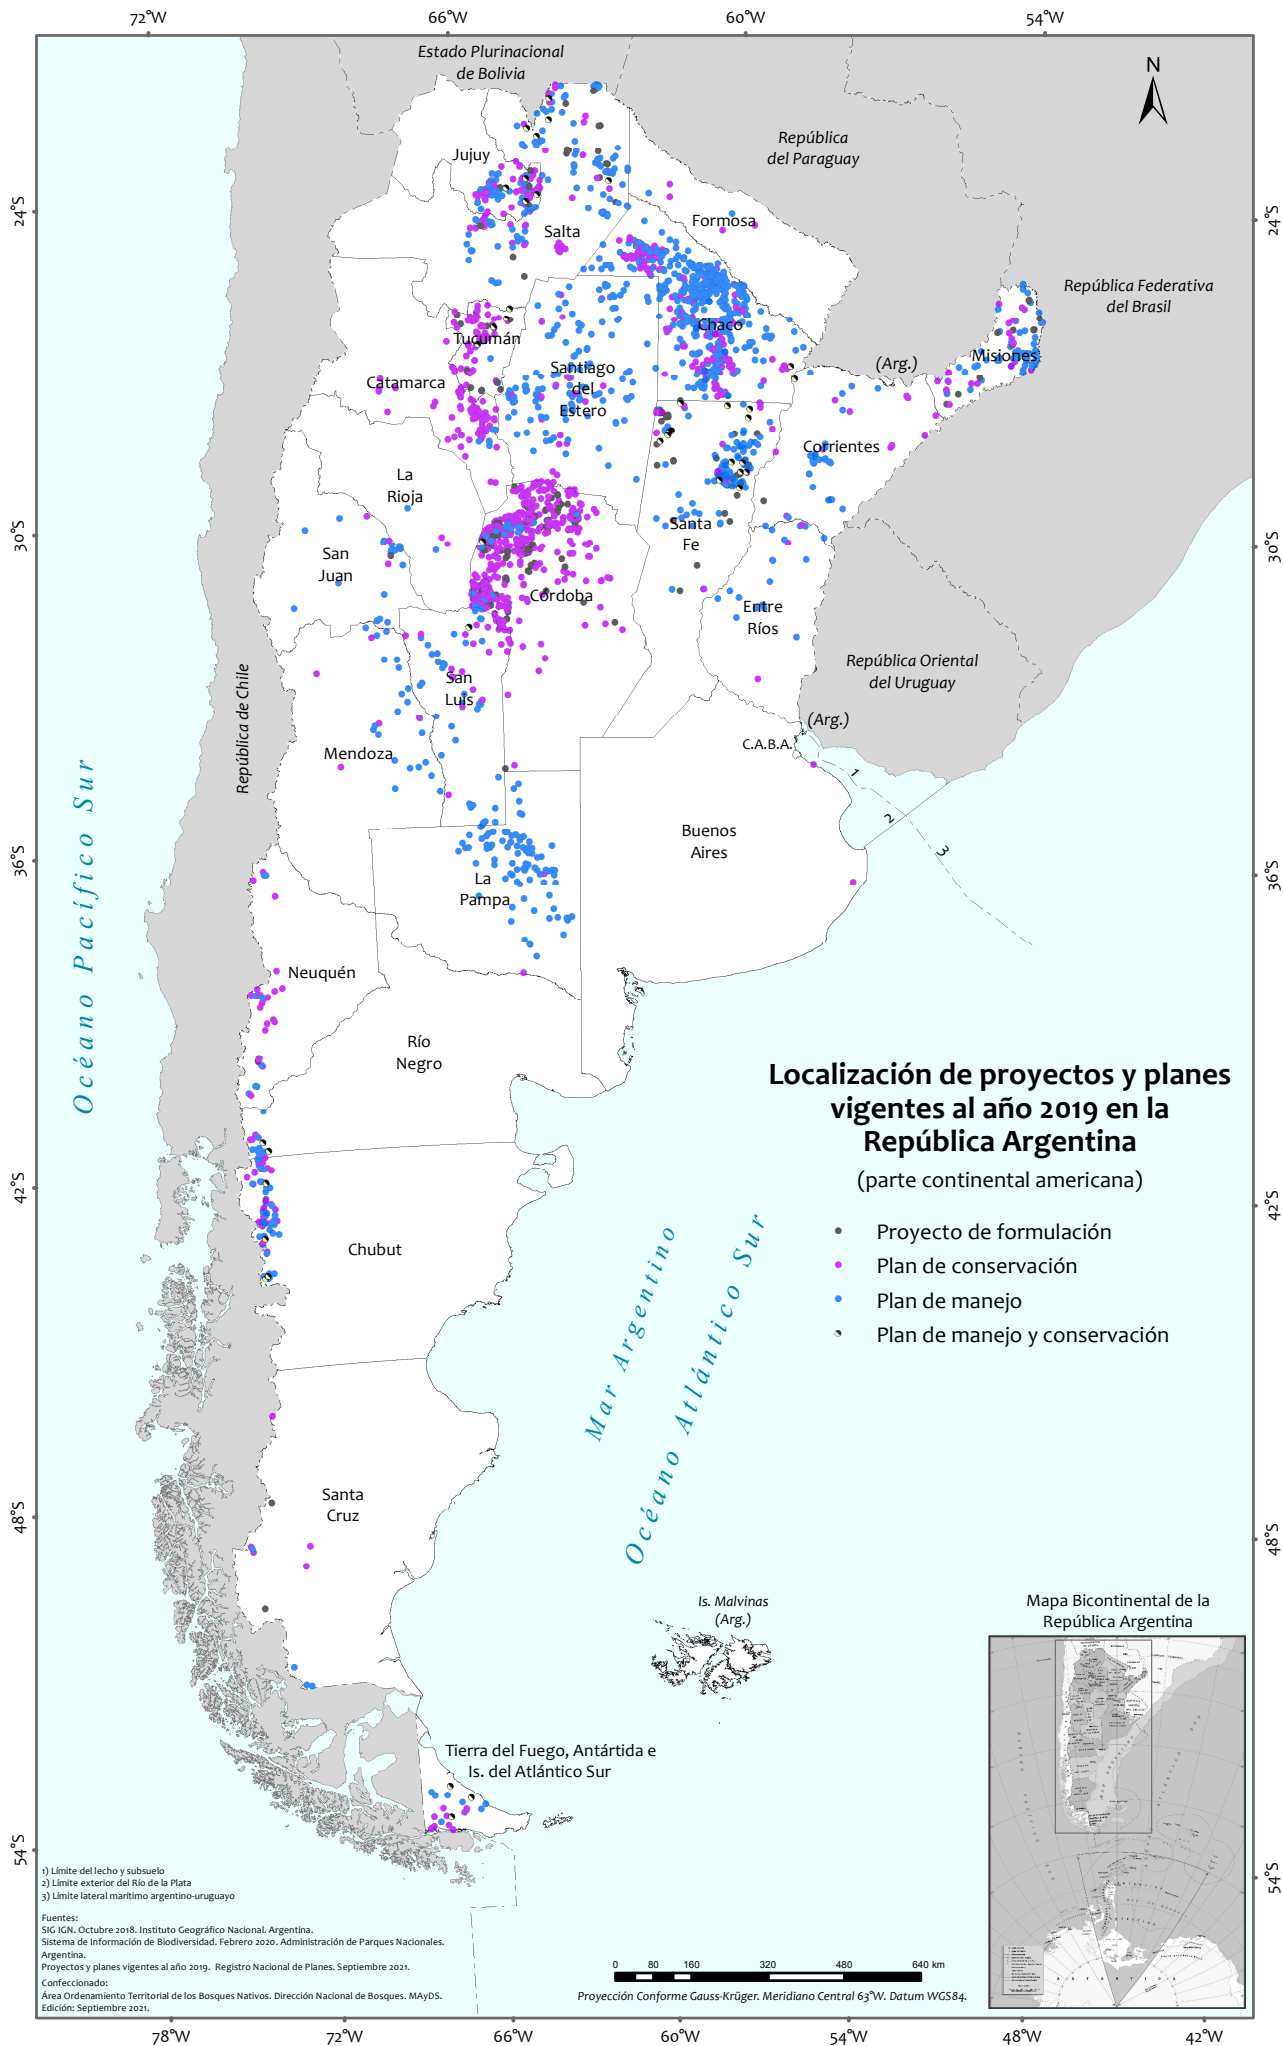 72°W
66°W
60°W
54°W
Estado Plurinacional
de Bolivia
N
República
del Paraguay
Jujuy
24°S
24°S
Formosa
Salta
República Federativa
del Brasil
Chaco
Tucumán
Misiones
(Arg.)
Santiago
del
Estero
Catamarca
Corrientes
La
Rioja
Santa
Fe
30°S
30°S
San
Juan
Córdoba
Entre
Ríos
República Oriental
del Uruguay
San
Luis
República de Chile
(Arg.)
C.A.B.A.
Mendoza
1
2
3
Buenos
Aires
36°S
36°S
La
Pampa
Océano Pacífico Sur
Neuquén
Río
Negro
Localización de proyectos y planes
vigentes al año 2019 en la
República Argentina
(parte continental americana)
42°S
42°S
Proyecto de formulación
Plan de conservación
Plan de manejo
Plan de manejo y conservación
Chubut
Mar Argentino
Océano Atlántico Sur
Santa
Cruz
48°S
48°S
Is. Malvinas
(Arg.)
Mapa Bicontinental de la
República Argentina
Tierra del Fuego, Antártida e
Is. del Atlántico Sur
54°S
54°S
1) Límite del lecho y subsuelo
2) Límite exterior del Río de la Plata
3) Límite lateral marítimo argentino-uruguayo
Fuentes:
SIG IGN. Octubre 2018. Instituto Geográfico Nacional. Argentina.
Sistema de Información de Biodiversidad. Febrero 2020. Administración de Parques Nacionales.
Argentina.
Proyectos y planes vigentes al año 2019. Registro Nacional de Planes. Septiembre 2021.
Confeccionado:
Área Ordenamiento Territorial de los Bosques Nativos. Dirección Nacional de Bosques. MAyDS.
Edición: Septiembre 2021.
0 80 160 320 480 640 km
Proyección Conforme Gauss-Krüger. Meridiano Central 63°W. Datum WGS84.
A N T Á R T I D A
78°W
72°W
66°W
60°W
54°W
48°W
42°W